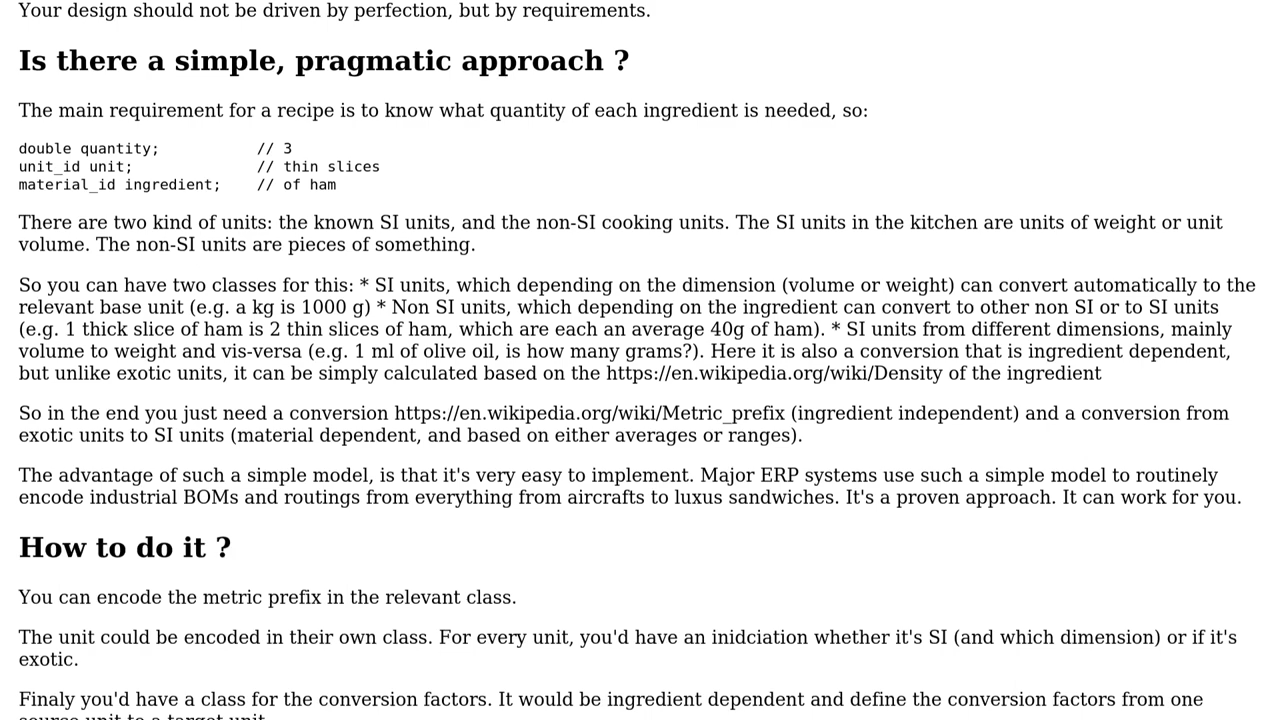 Your design should not be driven by perfection, but by requirements.
Is there a simple, pragmatic approach ?
The main requirement for a recipe is to know what quantity of each ingredient is needed, so:
double quantity;           // 3
unit_id unit;              // thin slices
material_id ingredient;    // of ham
There are two kind of units: the known SI units, and the non-SI cooking units. The SI units in the kitchen are units of weight or unit
volume. The non-SI units are pieces of something.
So you can have two classes for this: * SI units, which depending on the dimension (volume or weight) can convert automatically to the
relevant base unit (e.g. a kg is 1000 g) * Non SI units, which depending on the ingredient can convert to other non SI or to SI units
(e.g. 1 thick slice of ham is 2 thin slices of ham, which are each an average 40g of ham). * SI units from different dimensions, mainly
volume to weight and vis-versa (e.g. 1 ml of olive oil, is how many grams?). Here it is also a conversion that is ingredient dependent,
but unlike exotic units, it can be simply calculated based on the https://en.wikipedia.org/wiki/Density of the ingredient
So in the end you just need a conversion https://en.wikipedia.org/wiki/Metric_prefix (ingredient independent) and a conversion from
exotic units to SI units (material dependent, and based on either averages or ranges).
The advantage of such a simple model, is that it's very easy to implement. Major ERP systems use such a simple model to routinely
encode industrial BOMs and routings from everything from aircrafts to luxus sandwiches. It's a proven approach. It can work for you.
How to do it ?
You can encode the metric prefix in the relevant class.
The unit could be encoded in their own class. For every unit, you'd have an inidciation whether it's SI (and which dimension) or if it's
exotic.
Finaly you'd have a class for the conversion factors. It would be ingredient dependent and define the conversion factors from one
source unit to a target unit.